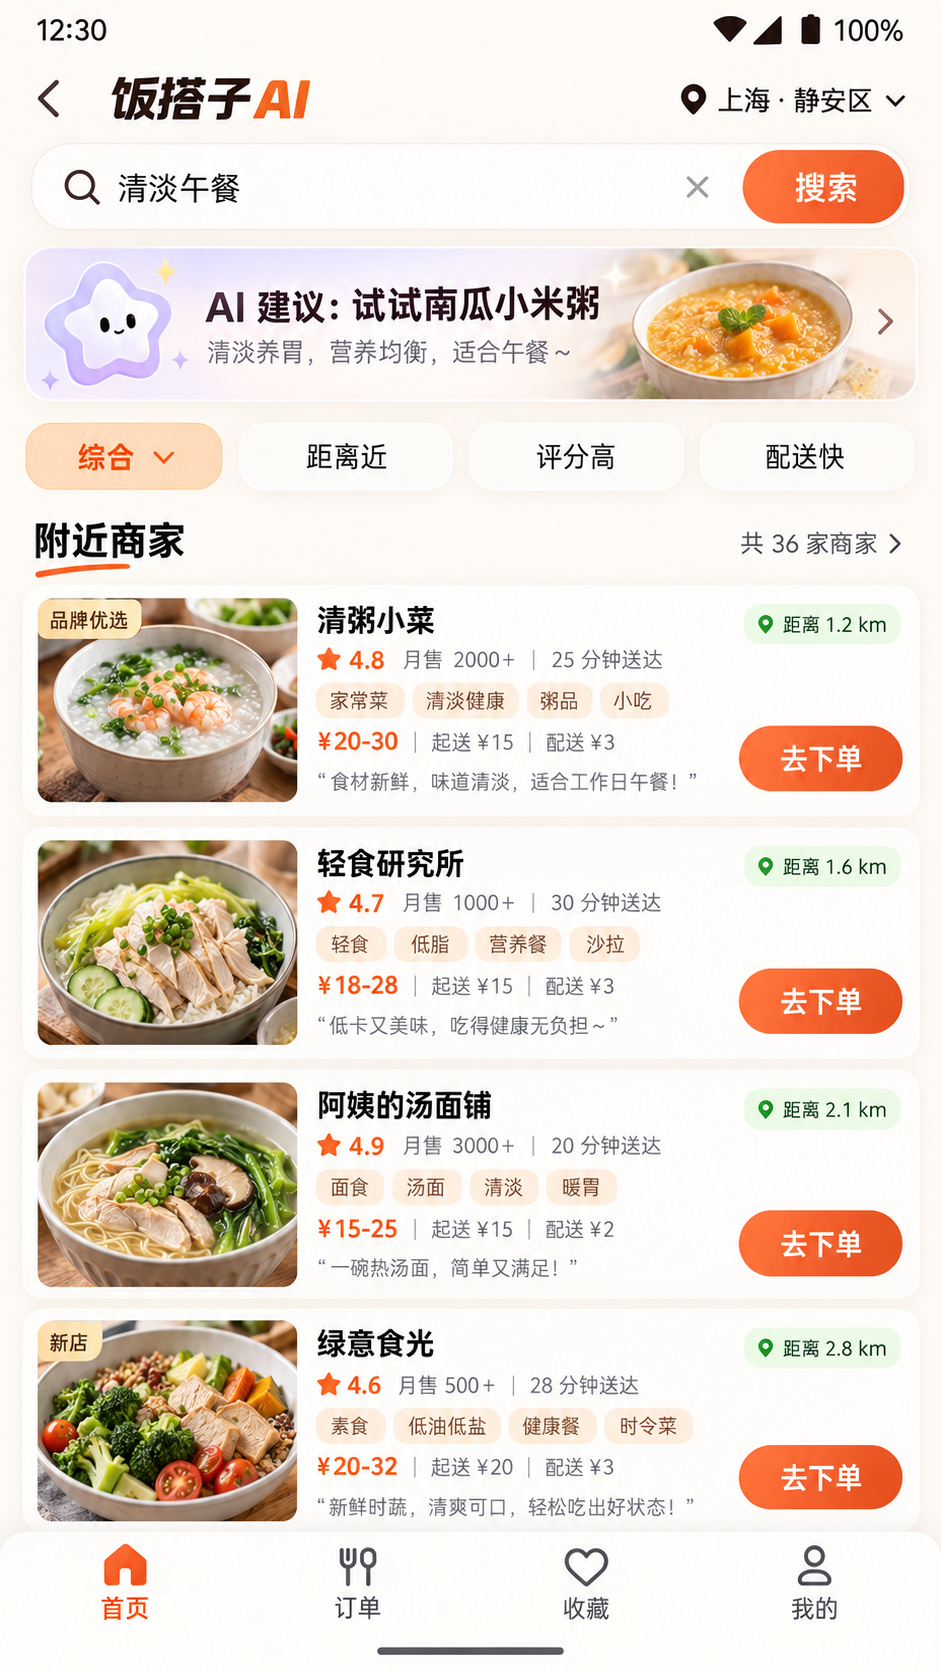 12:30 100%
饭搭子AI 上海·静安区
清淡午餐 搜索
AI 建议：试试南瓜小米粥
清淡养胃，营养均衡，适合午餐～
综合 距离近 评分高 配送快
附近商家 共 36 家商家
品牌优选
清粥小菜 距离 1.2 km
4.8 月售 2000+ | 25 分钟送达
家常菜 清淡健康 粥品 小吃
¥20-30 | 起送 ¥15 | 配送 ¥3 去下单
“食材新鲜，味道清淡，适合工作日午餐！”
轻食研究所 距离 1.6 km
4.7 月售 1000+ | 30 分钟送达
轻食 低脂 营养餐 沙拉
¥18-28 | 起送 ¥15 | 配送 ¥3 去下单
“低卡又美味，吃得健康无负担～”
阿姨的汤面铺 距离 2.1 km
4.9 月售 3000+ | 20 分钟送达
面食 汤面 清淡 暖胃
¥15-25 | 起送 ¥15 | 配送 ¥2 去下单
“一碗热汤面，简单又满足！”
新店
绿意食光 距离 2.8 km
4.6 月售 500+ | 28 分钟送达
素食 低油低盐 健康餐 时令菜
¥20-32 | 起送 ¥20 | 配送 ¥3 去下单
“新鲜时蔬，清爽可口，轻松吃出好状态！”
首页 订单 收藏 我的